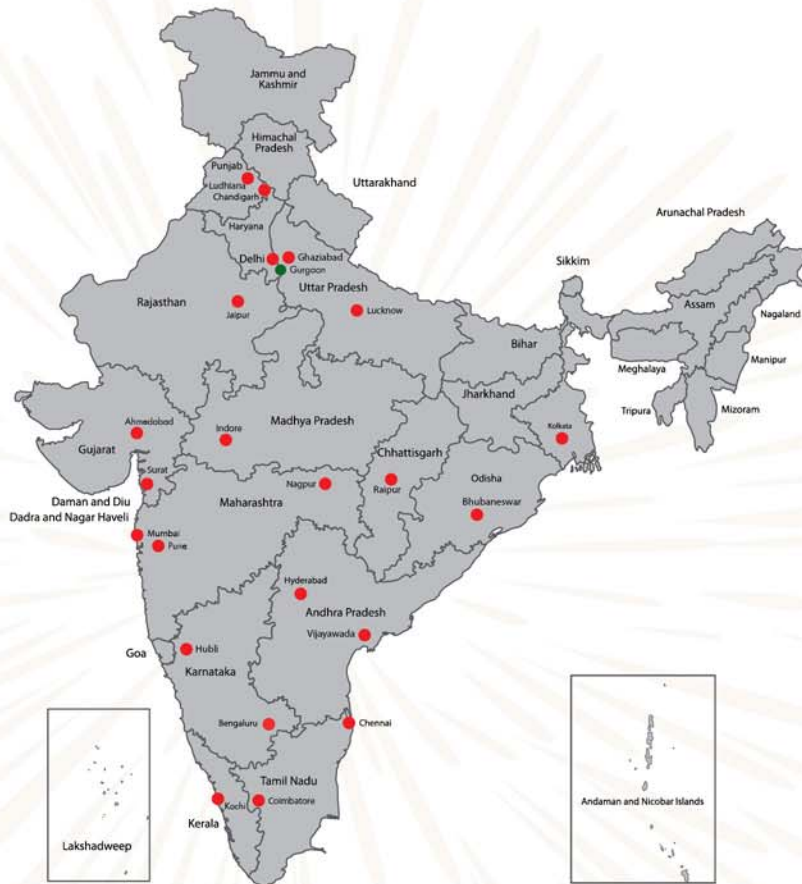 Jammu and
Kashmir
Himachal
Pradesh
Punjab
Ludhiana
Chandigarh
Uttarakhand
Arunachal Pradesh
Haryana
Delhi
Ghaziabad
Gurgoon
Sikkim
Rajasthan
Uttar Pradesh
Jaipur
Lucknow
Assam
Nagaland
Bihar
Meghalaya
Manipur
Jharkhand
Tripura
Mizoram
Ahmedabad
Indore
Madhya Pradesh
Kolkata
Gujarat
Chhattisgarh
Surat
Nagpur
Raipur
Odisha
Daman and Diu
Maharashtra
Bhubaneswar
Dadra and Nagar Haveli
Mumbai
Pune
Hyderabad
Andhra Pradesh
Vijayawada
Goa
Hubli
Karnataka
Bengaluru
Chennai
Tamil Nadu
Kochi
Coimbatore
Andaman and Nicobar Islands
Kerala
Lakshadweep